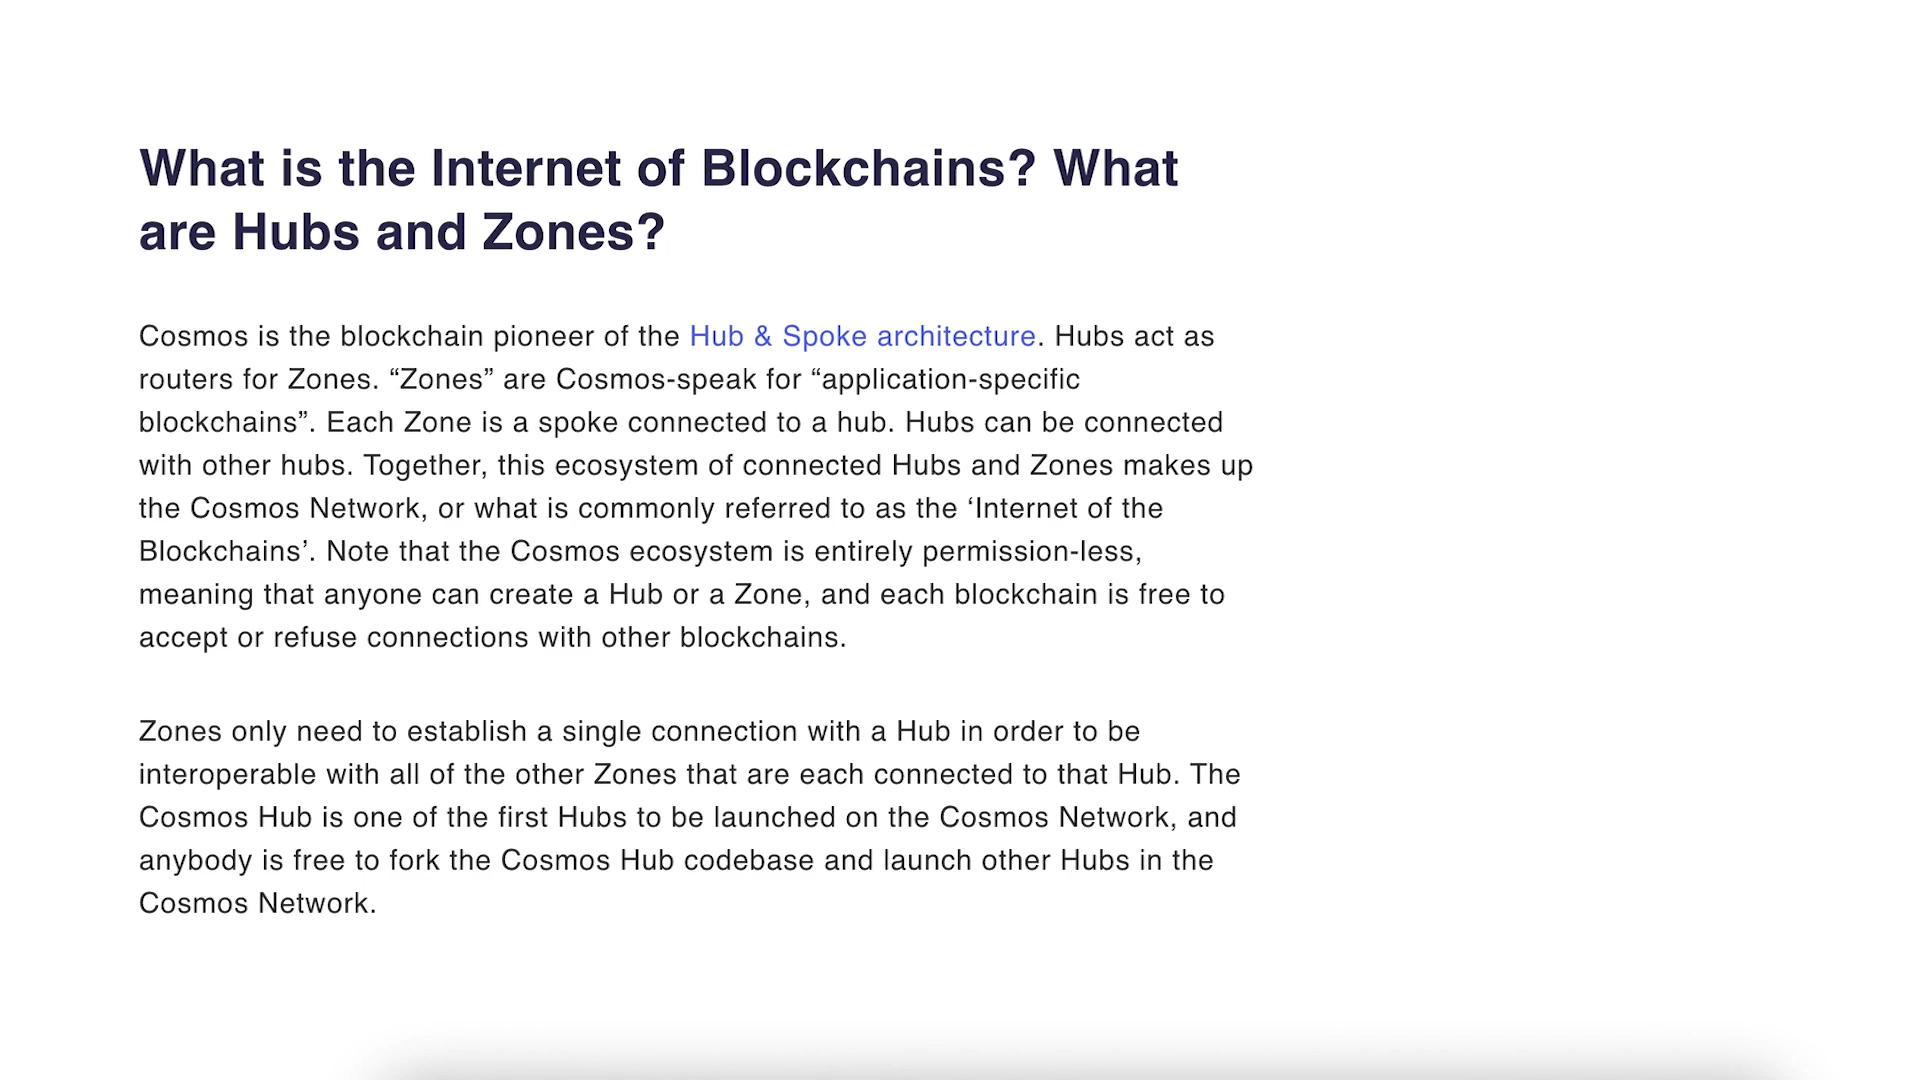 What is the Internet of Blockchains? What
are Hubs and Zones?
Cosmos is the blockchain pioneer of the Hub & Spoke architecture. Hubs act as
routers for Zones. “Zones” are Cosmos-speak for “application-specific
blockchains”. Each Zone is a spoke connected to a hub. Hubs can be connected
with other hubs. Together, this ecosystem of connected Hubs and Zones makes up
the Cosmos Network, or what is commonly referred to as the ‘Internet of the
Blockchains’. Note that the Cosmos ecosystem is entirely permission-less,
meaning that anyone can create a Hub or a Zone, and each blockchain is free to
accept or refuse connections with other blockchains.
Zones only need to establish a single connection with a Hub in order to be
interoperable with all of the other Zones that are each connected to that Hub. The
Cosmos Hub is one of the first Hubs to be launched on the Cosmos Network, and
anybody is free to fork the Cosmos Hub codebase and launch other Hubs in the
Cosmos Network.